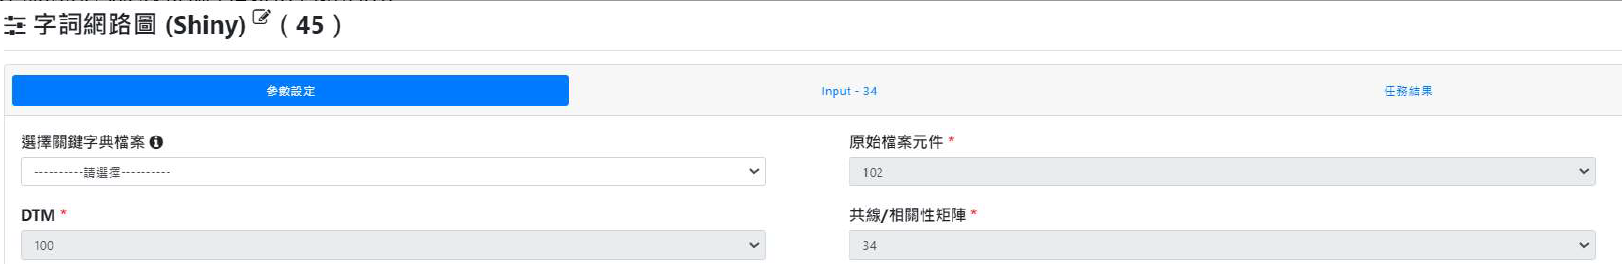 字詞網路圖 (Shiny) ( 45 )
參數設定 Input - 34 任務結果
選擇關鍵字典檔案 原始檔案元件 *
----------請選擇---------- 102
DTM * 共線/相關性矩陣 *
100 34